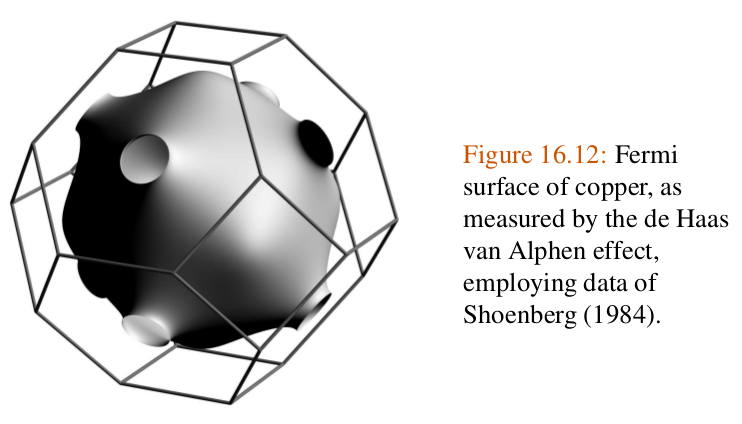 Figure 16.12: Fermi
surface of copper, as
measured by the de Haas
van Alphen effect,
employing data of
Shoenberg (1984).